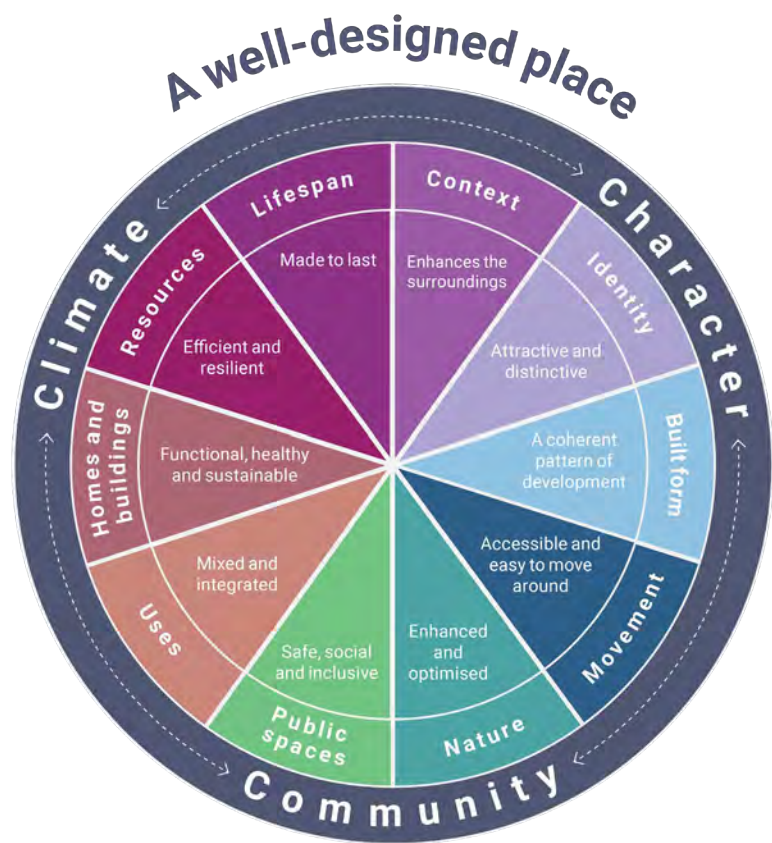 A well-designed place
Climate
Character
Community
Context
Enhances the
surroundings
Identity
Attractive and
distinctive
Built form
A coherent
pattern of
development
Movement
Accessible and
easy to move
around
Nature
Enhanced
and
optimised
Public
spaces
Safe, social
and inclusive
Uses
Mixed and
integrated
Homes and
buildings
Functional, healthy
and sustainable
Resources
Efficient and
resilient
Lifespan
Made to last